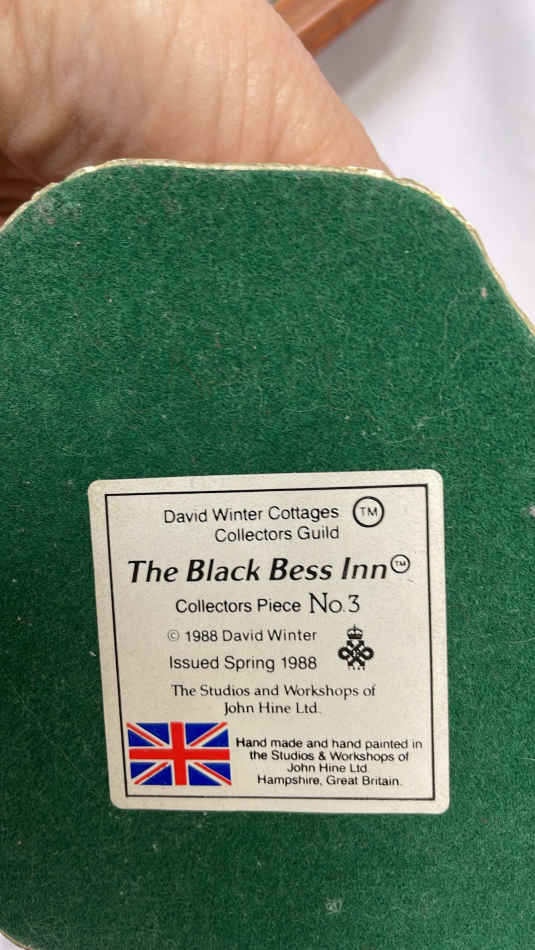 David Winter Cottages TM
Collectors Guild
The Black Bess Inn TM
Collectors Piece No.3
© 1988 David Winter
Issued Spring 1988
The Studios and Workshops of
John Hine Ltd.
Hand made and hand painted in
the Studios & Workshops of
John Hine Ltd.
Hampshire, Great Britain.